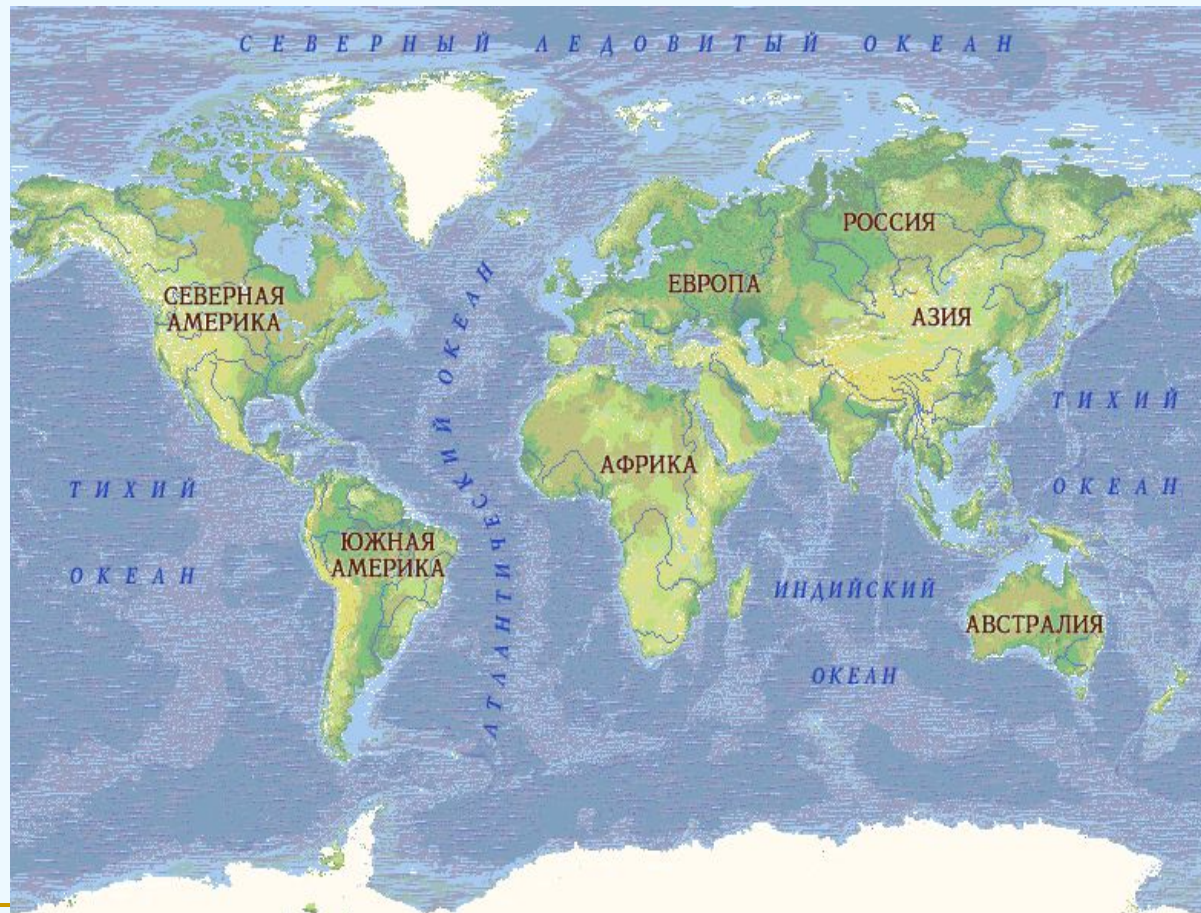 СЕВЕРНЫЙ ЛЕДОВИТЫЙ ОКЕАН
РОССИЯ
ЕВРОПА
СЕВЕРНАЯ
АМЕРИКА
АЗИЯ
АТЛАНТИЧЕСКИЙ ОКЕАН
ТИХИЙ
ОКЕАН
АФРИКА
ТИХИЙ
ОКЕАН
ЮЖНАЯ
АМЕРИКА
ИНДИЙСКИЙ
ОКЕАН
АВСТРАЛИЯ